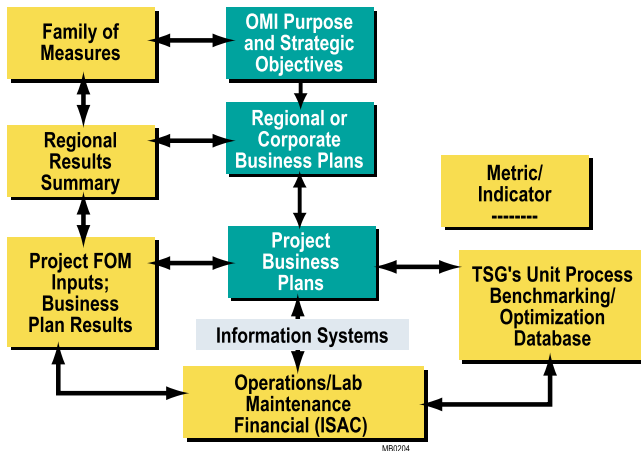 Family of
Measures
OMI Purpose
and Strategic
Objectives
Regional
Results
Summary
Regional or
Corporate
Business Plans
Metric/
Indicator
--------
Project FOM
Inputs;
Business
Plan Results
Project
Business
Plans
TSG's Unit Process
Benchmarking/
Optimization
Database
Information Systems
Operations/Lab
Maintenance
Financial (ISAC)
MB0204